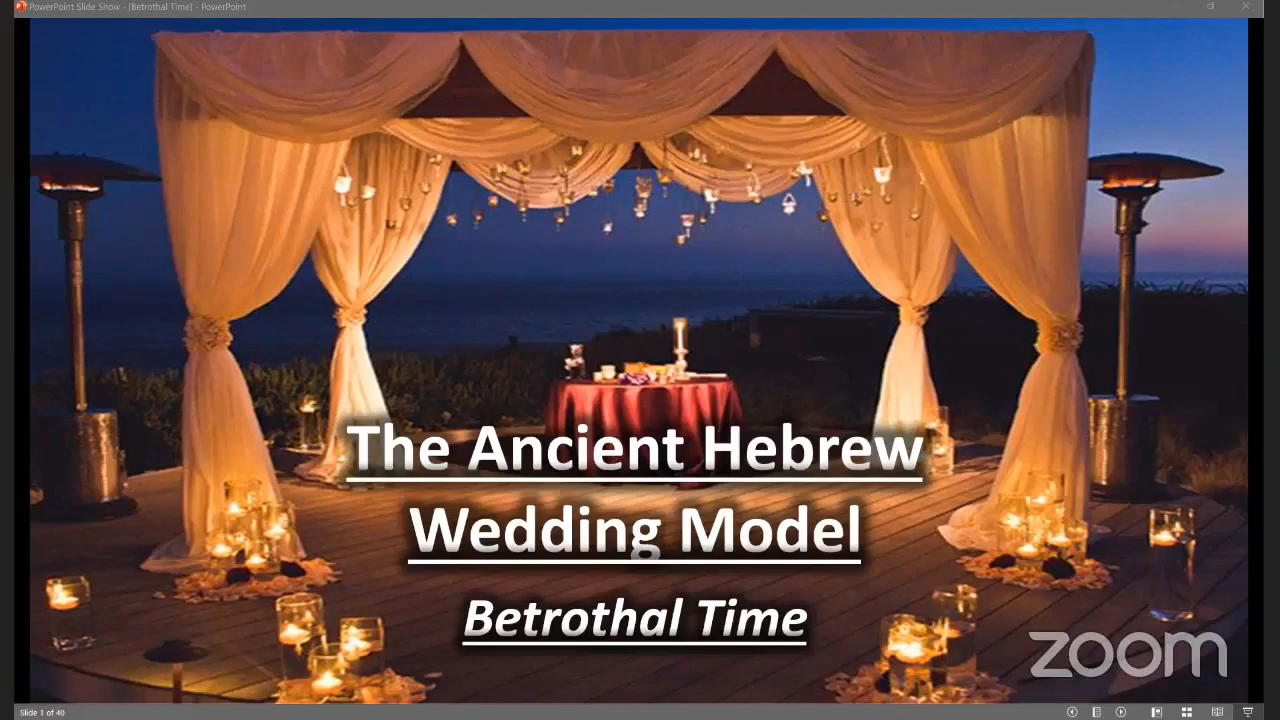 PowerPoint Slide Show - [Betrothal Time] - PowerPoint
The Ancient Hebrew
Wedding Model
Betrothal Time
zoom
Slide 1 of 40